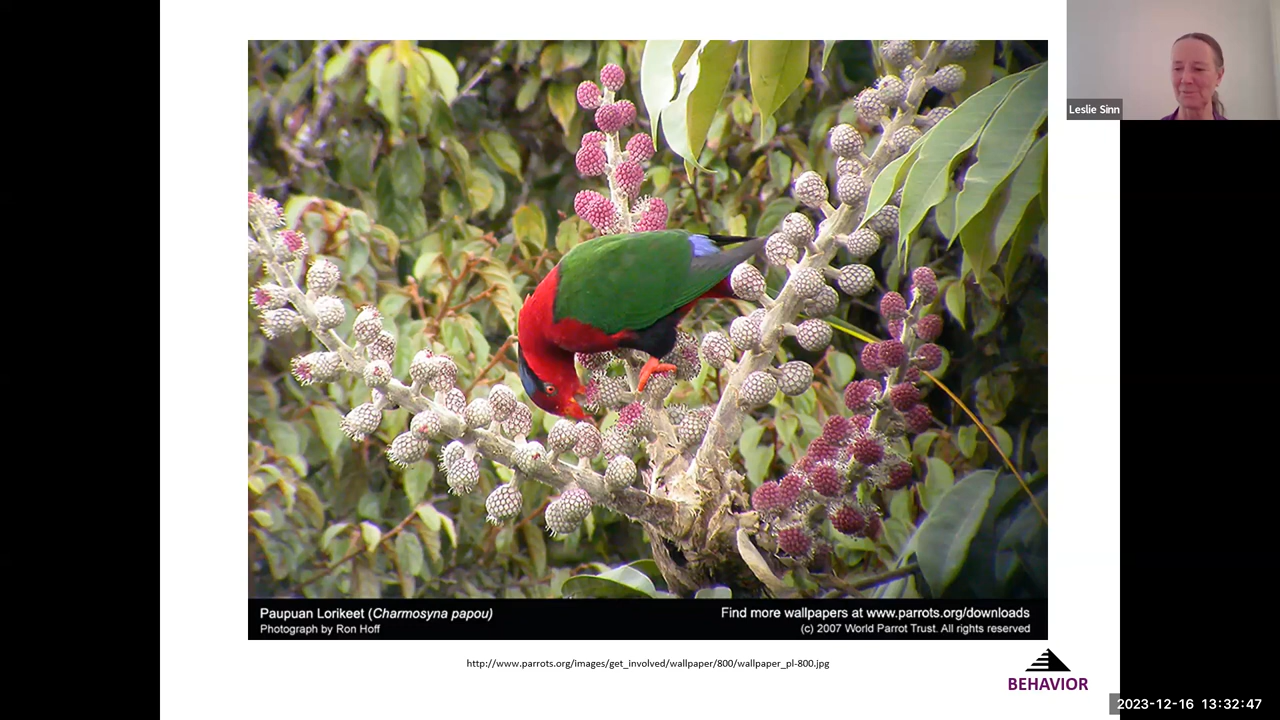 Leslie Sinn
Paupuan Lorikeet (Charmosyna papou)
Photograph by Ron Hoff
Find more wallpapers at www.parrots.org/downloads
(c) 2007 World Parrot Trust. All rights reserved
http://www.parrots.org/images/get_involved/wallpaper/800/wallpaper_pl-800.jpg
BEHAVIOR
2023-12-16 13:32:47